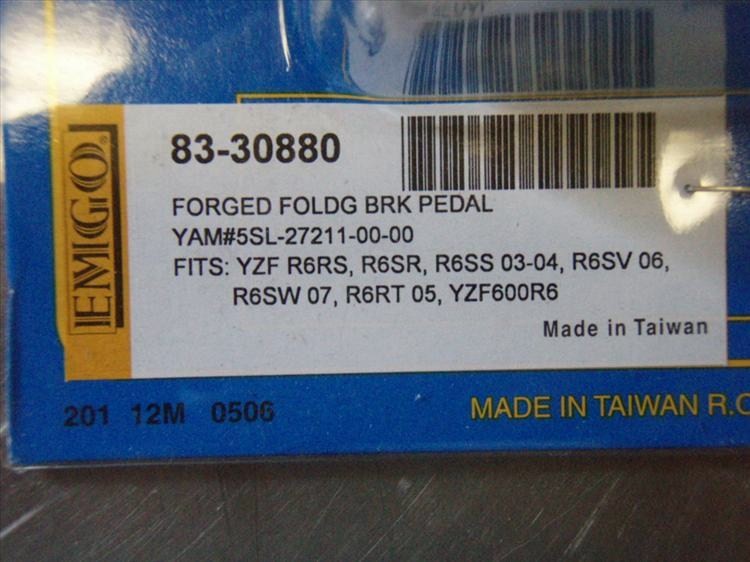 EMGO®
83-30880
FORGED FOLDG BRK PEDAL
YAM#5SL-27211-00-00
FITS: YZF R6RS, R6SR, R6SS 03-04, R6SV 06,
R6SW 07, R6RT 05, YZF600R6
Made in Taiwan
201 12M 0506
MADE IN TAIWAN R.O